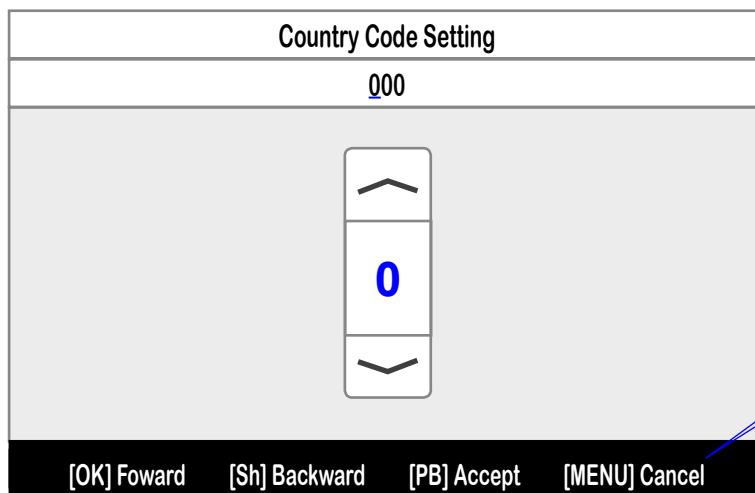 Country Code Setting
000
0
[OK] Foward [Sh] Backward [PB] Accept [MENU] Cancel